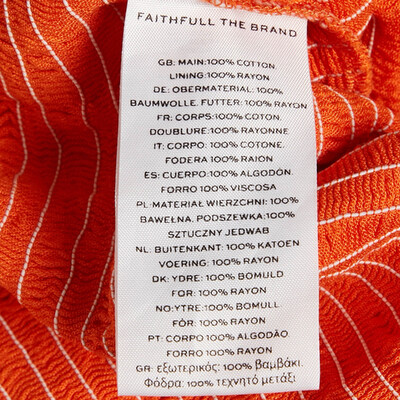 FAITHFULL THE BRAND
GB: MAIN:100% COTTON.
LINING:100% RAYON
DE: OBERMATERIAL: 100%
BAUMWOLLE. FUTTER: 100% RAYON
FR: CORPS:100% COTON.
DOUBLURE:100% RAYONNE
IT: CORPO: 100% COTONE.
FODERA 100% RAION
ES: CUERPO: 100% ALGODÓN.
FORRO 100% VISCOSA
PL:MATERIAŁ WIERZCHNI: 100%
BAWEŁNA. PODSZEWKA:100%
SZTUCZNY JEDWAB
NL: BUITENKANT: 100% KATOEN
VOERING: 100% RAYON
DK: YDRE: 100% BOMULD
FOR: 100% RAYON
NO:YTRE: 100% BOMULL.
FÓR: 100% RAYON
PT: CORPO 100% ALGODÃO.
FORRO 100% RAYON
GR: εξωτερικός: 100% βαμβάκι.
Φόδρα: 100% τεχνητό μετάξι